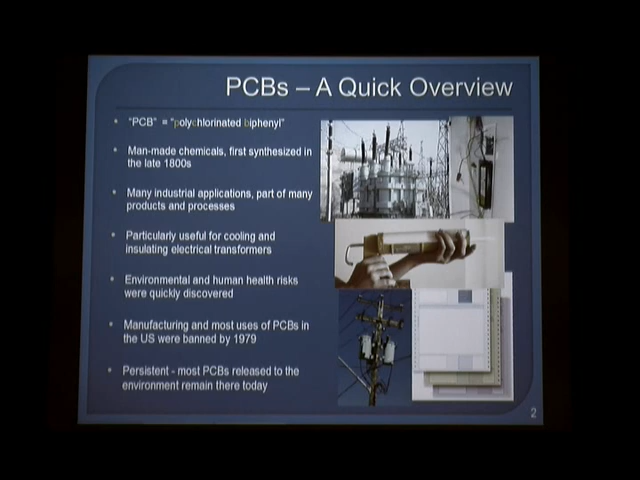 PCBs – A Quick Overview
• "PCB" = "polychlorinated biphenyl"
• Man-made chemicals, first synthesized in
the late 1800s
• Many industrial applications, part of many
products and processes
• Particularly useful for cooling and
insulating electrical transformers
• Environmental and human health risks
were quickly discovered
• Manufacturing and most uses of PCBs in
the US were banned by 1979
• Persistent - most PCBs released to the
environment remain there today
2